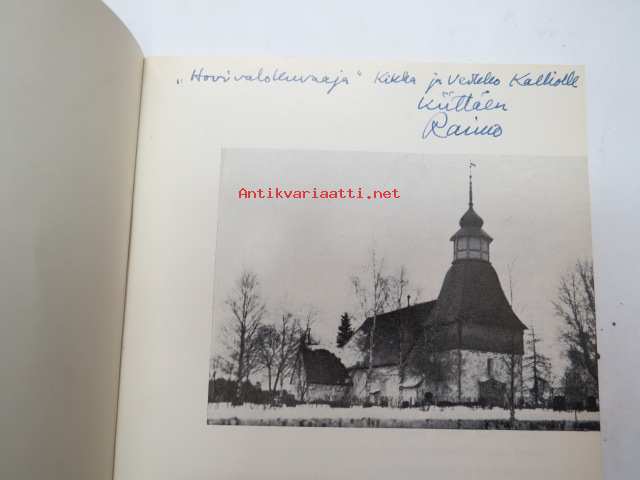 „Hovivalokuvaaja" Kikka ja Veikko Kalliolle
Kiittäen
Raimo
Antikvariaatti.net